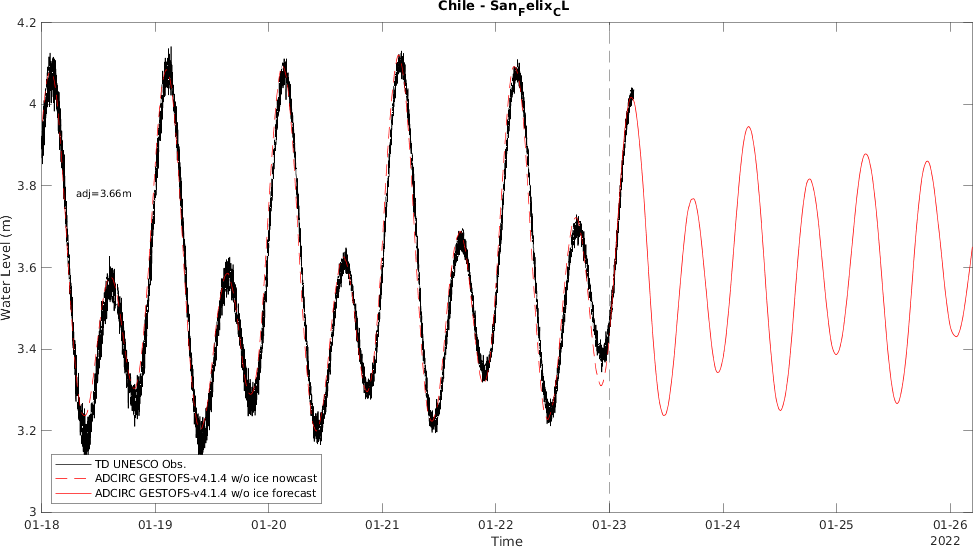 Chile - SanFelixCL
4.2
4
3.8
3.6
3.4
3.2
3
Water Level (m)
adj=3.66m
TD UNESCO Obs.
ADCIRC GESTOFS-v4.1.4 w/o ice nowcast
ADCIRC GESTOFS-v4.1.4 w/o ice forecast
01-18 01-19 01-20 01-21 01-22 01-23 01-24 01-25 01-26
Time 2022